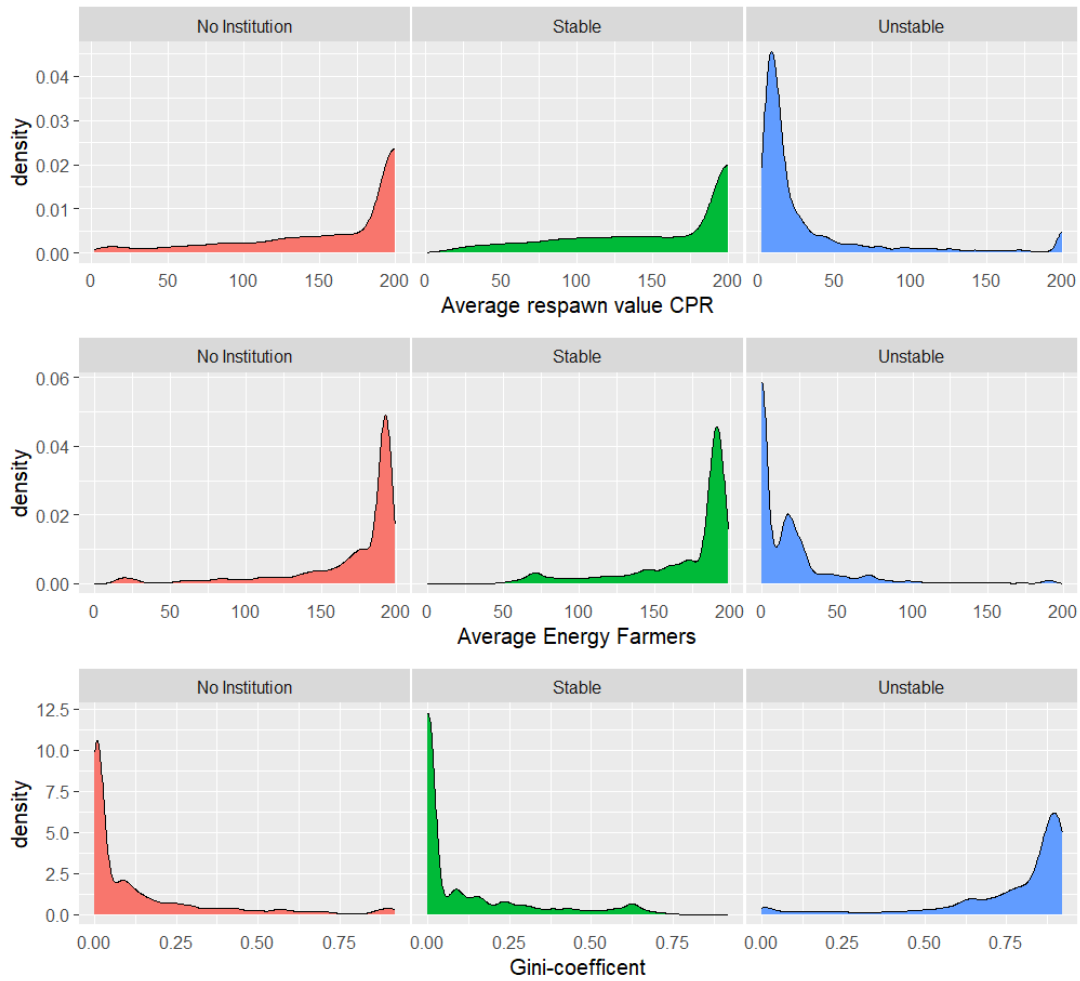 No Institution Stable Unstable
0.04
0.03
0.02
0.01
0.00
density
0 50 100 150 200 0 50 100 150 200 0 50 100 150 200
Average respawn value CPR
No Institution Stable Unstable
0.06
0.04
0.02
0.00
density
0 50 100 150 200 0 50 100 150 200 0 50 100 150 200
Average Energy Farmers
No Institution Stable Unstable
12.5
10.0
7.5
5.0
2.5
0.0
density
0.00 0.25 0.50 0.75 0.00 0.25 0.50 0.75 0.00 0.25 0.50 0.75
Gini-coefficent